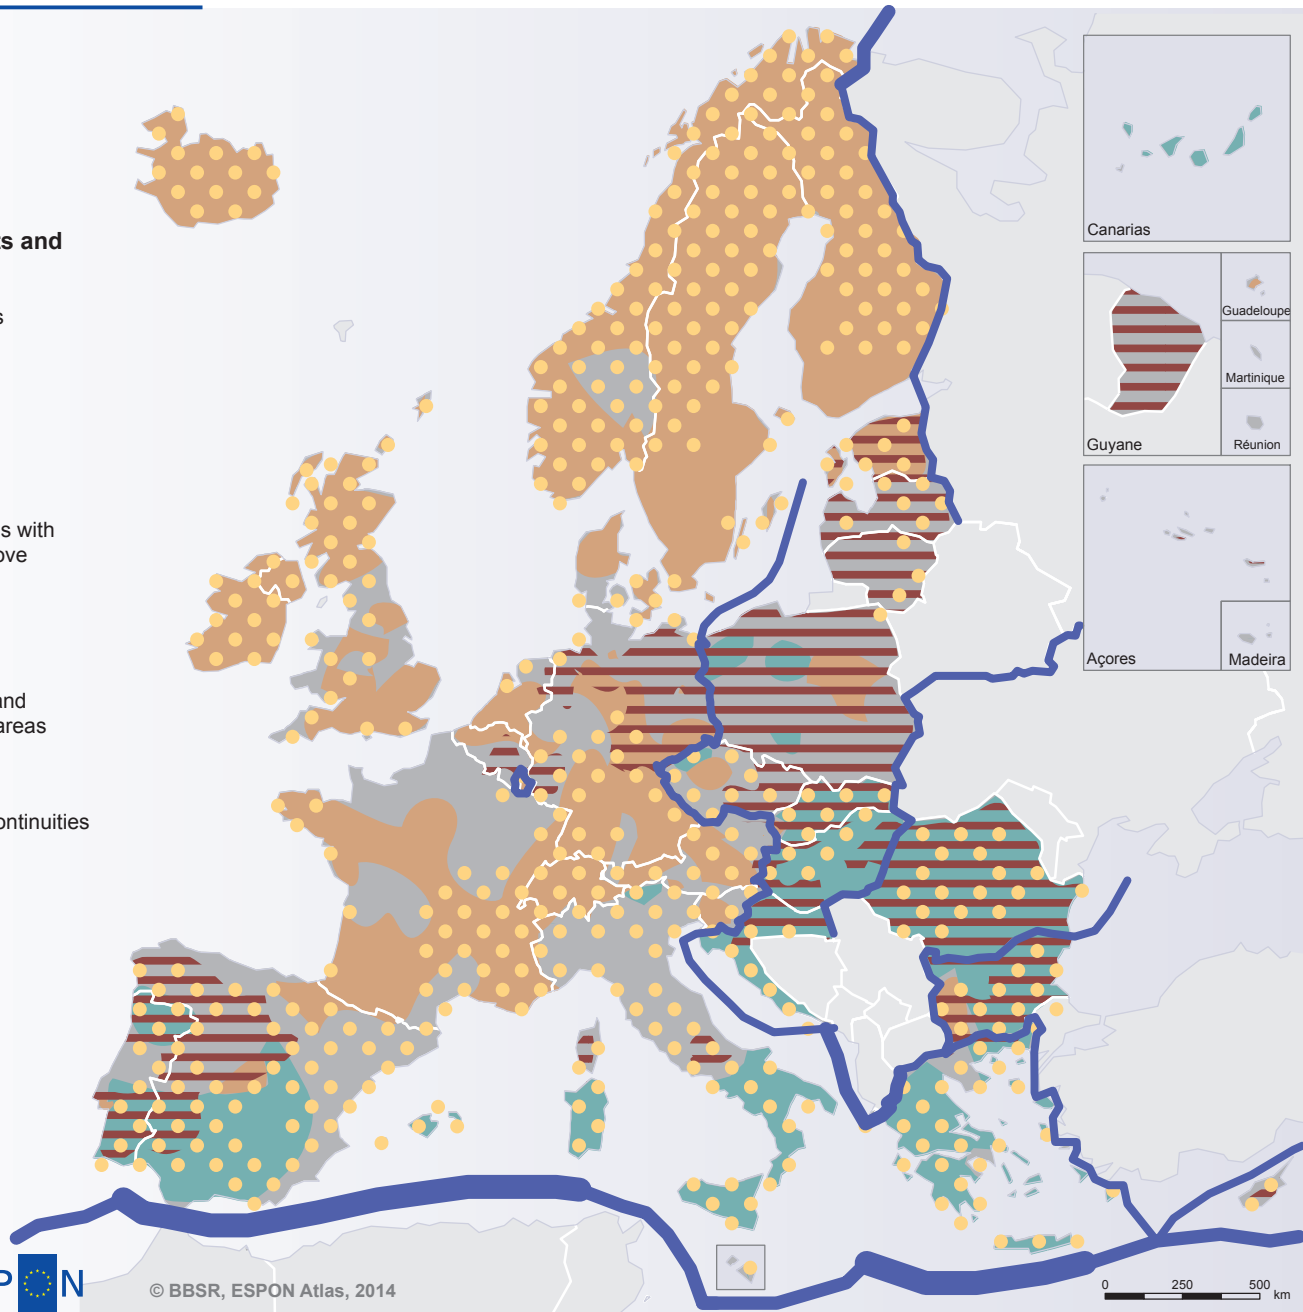 ts and
s
s with
ove
and
areas
ontinuities
Canarias
Guadeloupe
Martinique
Guyane
Réunion
Açores
Madeira
P N
© BBSR, ESPON Atlas, 2014
0 250 500
km